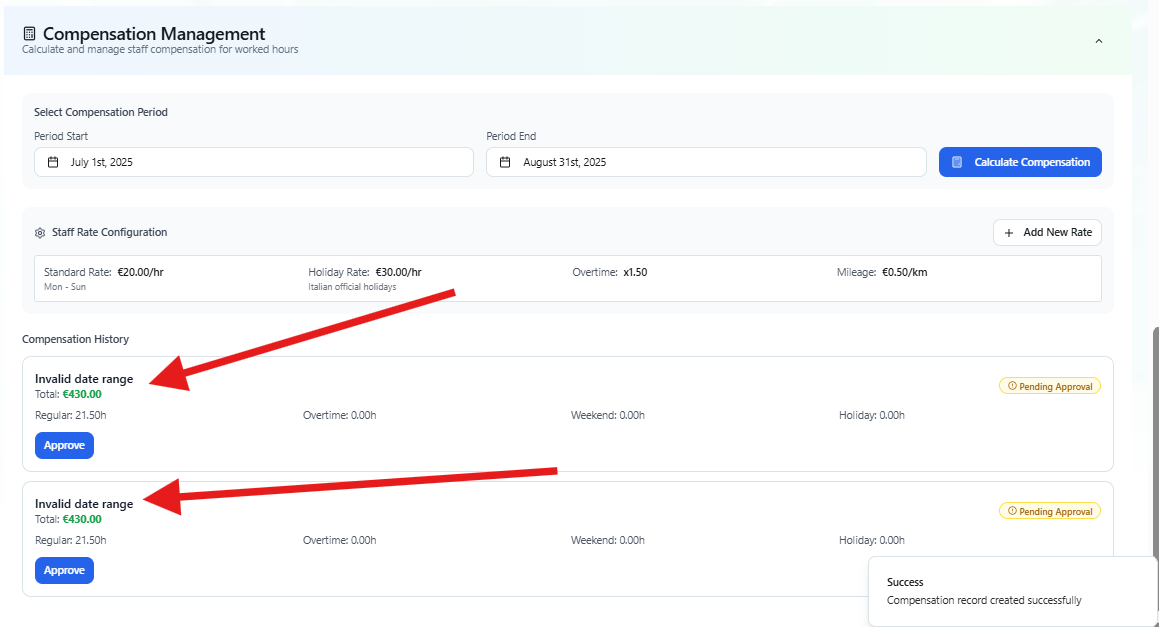 Compensation Management
Calculate and manage staff compensation for worked hours
Select Compensation Period
Period Start
Period End
July 1st, 2025
August 31st, 2025
Calculate Compensation
Staff Rate Configuration
Add New Rate
Standard Rate: €20.00/hr
Mon - Sun
Holiday Rate: €30.00/hr
Italian official holidays
Overtime: x1.50
Mileage: €0.50/km
Compensation History
Invalid date range
Total: €430.00
Pending Approval
Regular: 21.50h
Overtime: 0.00h
Weekend: 0.00h
Holiday: 0.00h
Approve
Invalid date range
Total: €430.00
Pending Approval
Regular: 21.50h
Overtime: 0.00h
Weekend: 0.00h
Holiday: 0.00h
Approve
Success
Compensation record created successfully